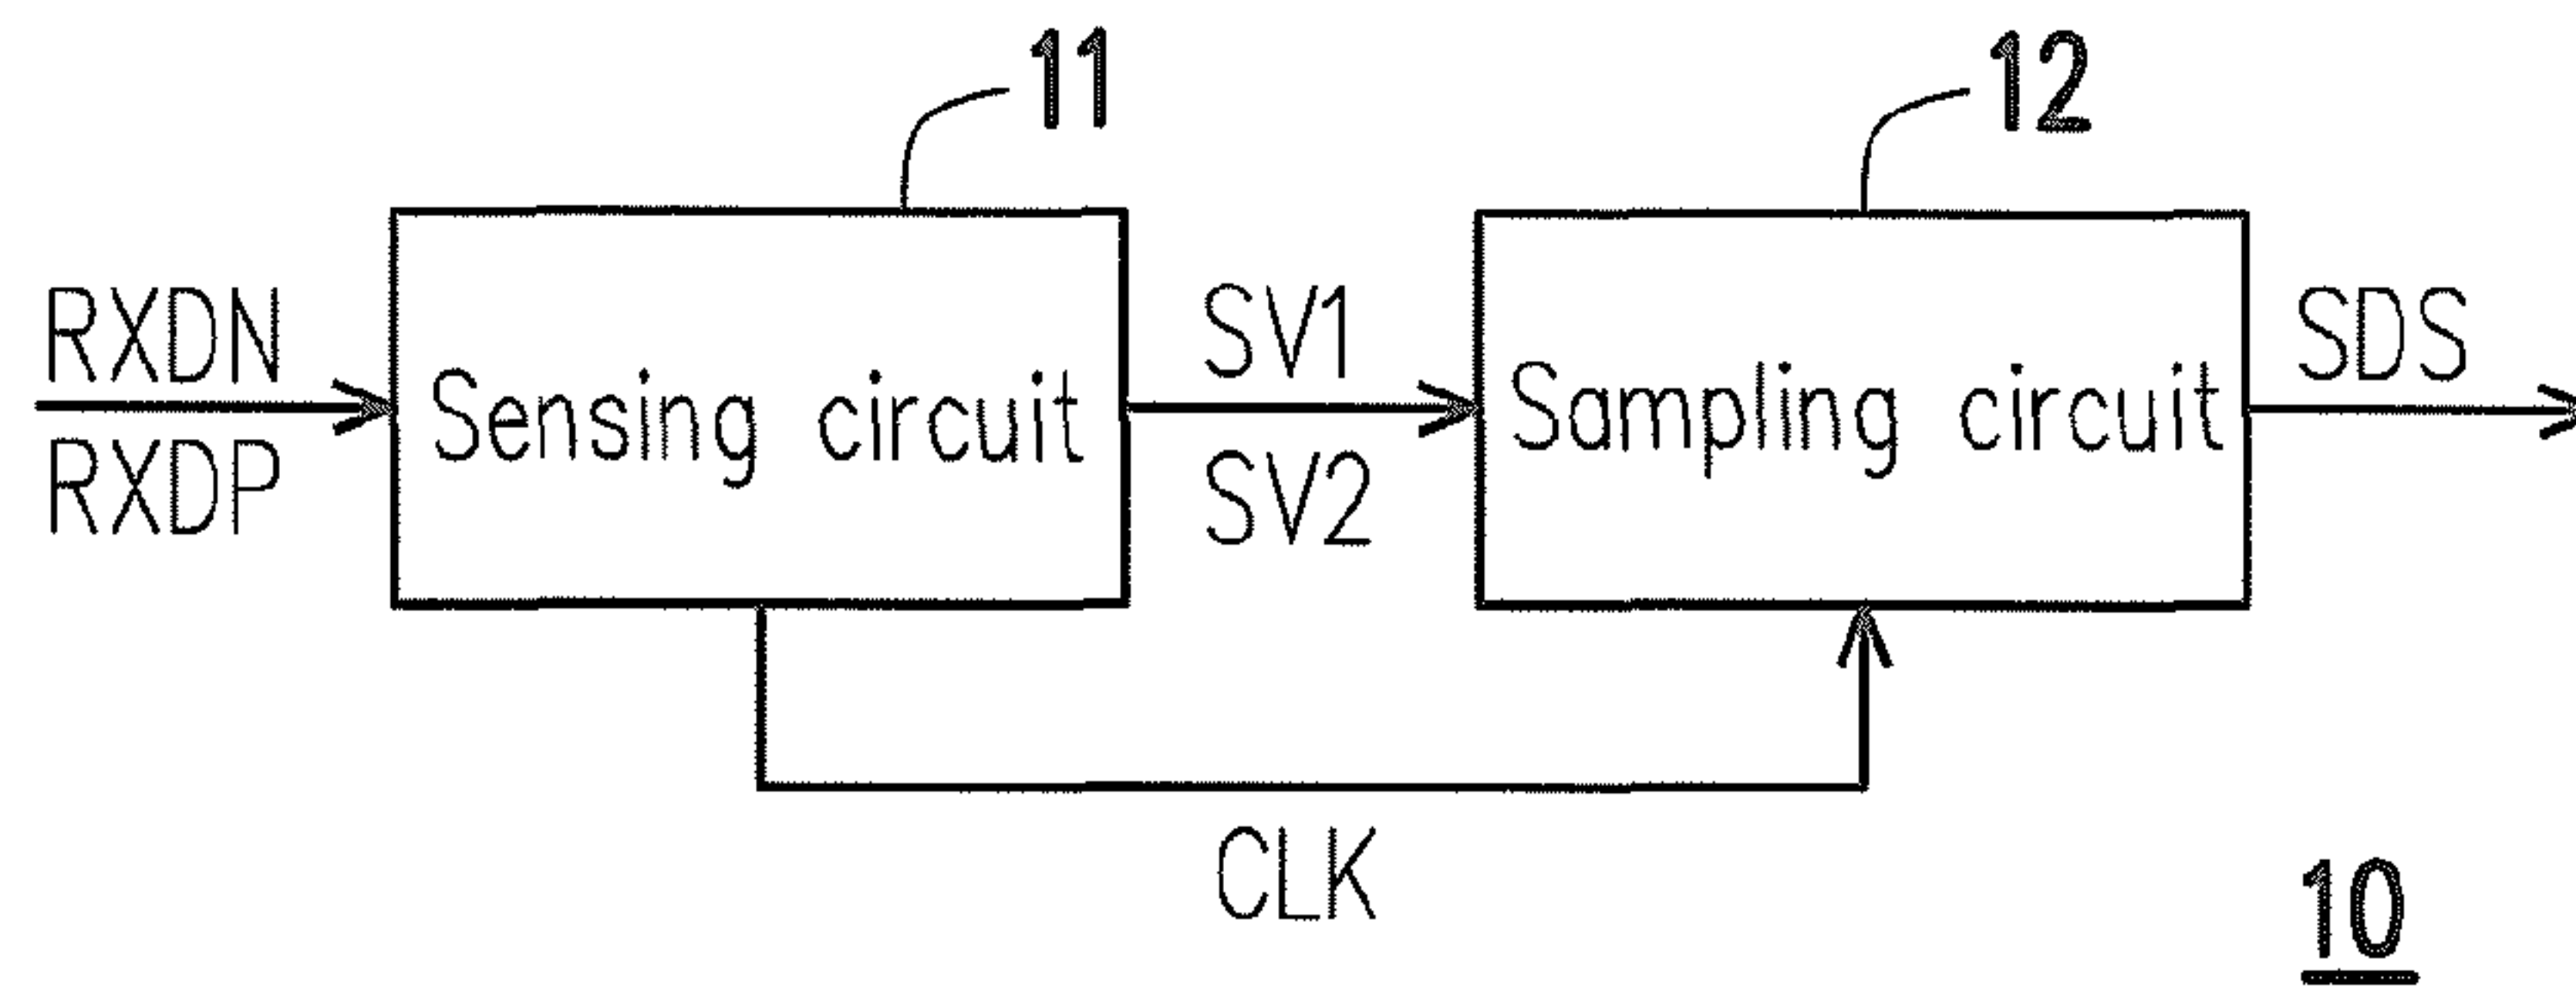 11
12
RXDN
RXDP
Sensing circuit
SV1
SV2
Sampling circuit
SDS
CLK
10